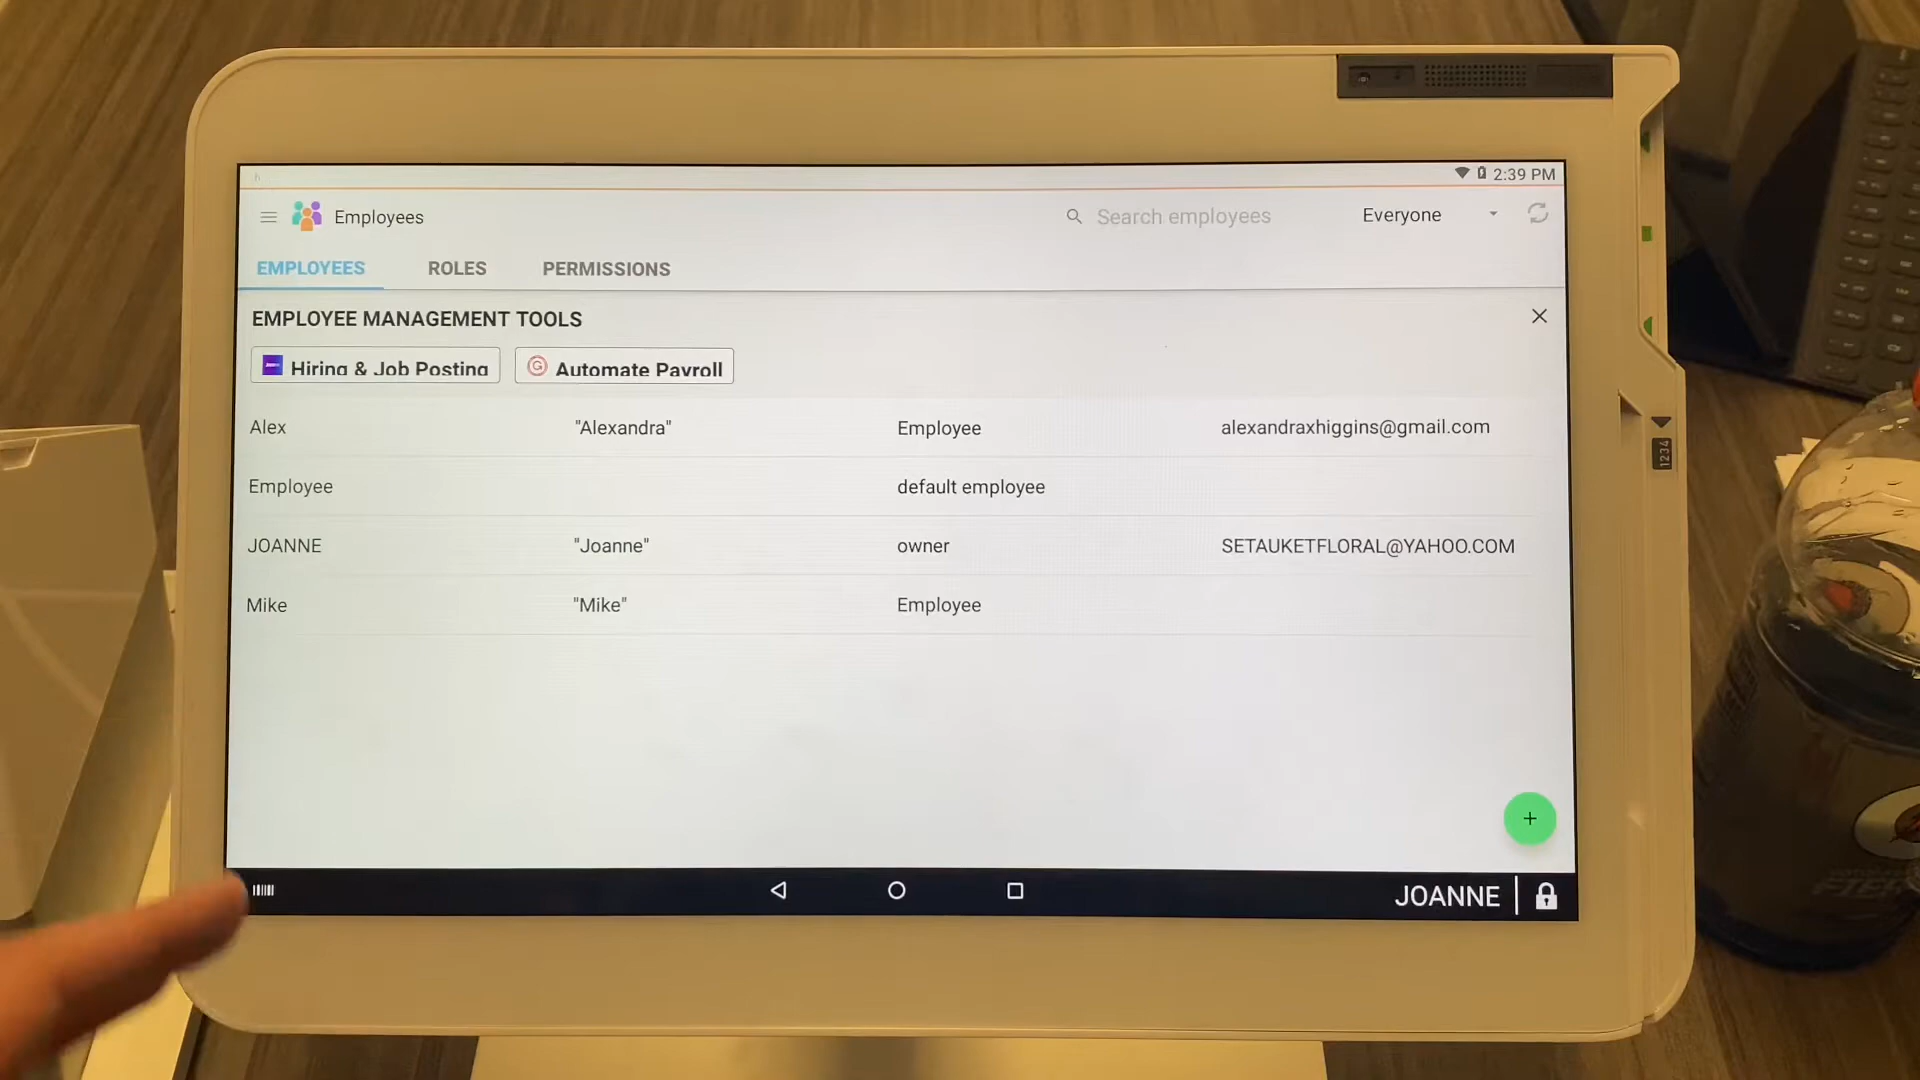 2:39 PM
Employees
Search employees
Everyone
EMPLOYEES ROLES PERMISSIONS
EMPLOYEE MANAGEMENT TOOLS
Hiring & Job Posting
Automate Payroll
Alex "Alexandra" Employee alexandraxhiggins@gmail.com
Employee default employee
JOANNE "Joanne" owner SETAUKETFLORAL@YAHOO.COM
Mike "Mike" Employee
JOANNE
1234